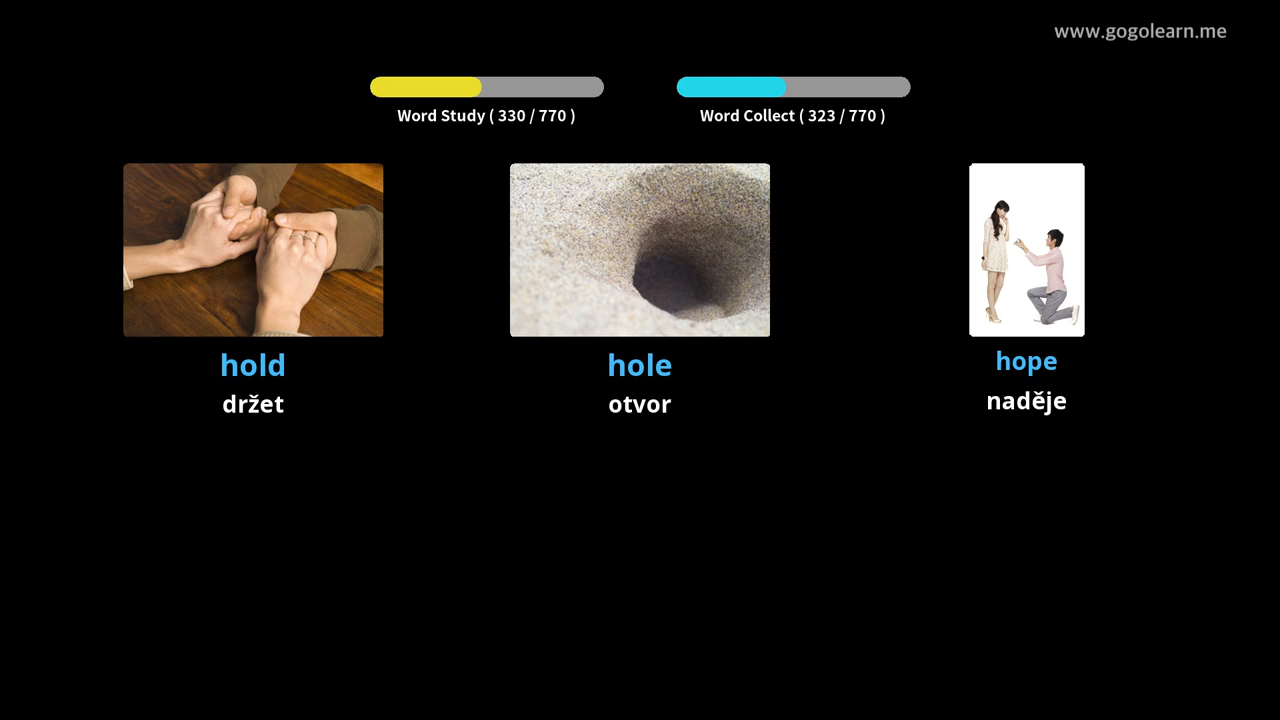 www.gogolearn.me
Word Study ( 330 / 770 )
Word Collect ( 323 / 770 )
hold
držet
hole
otvor
hope
naděje